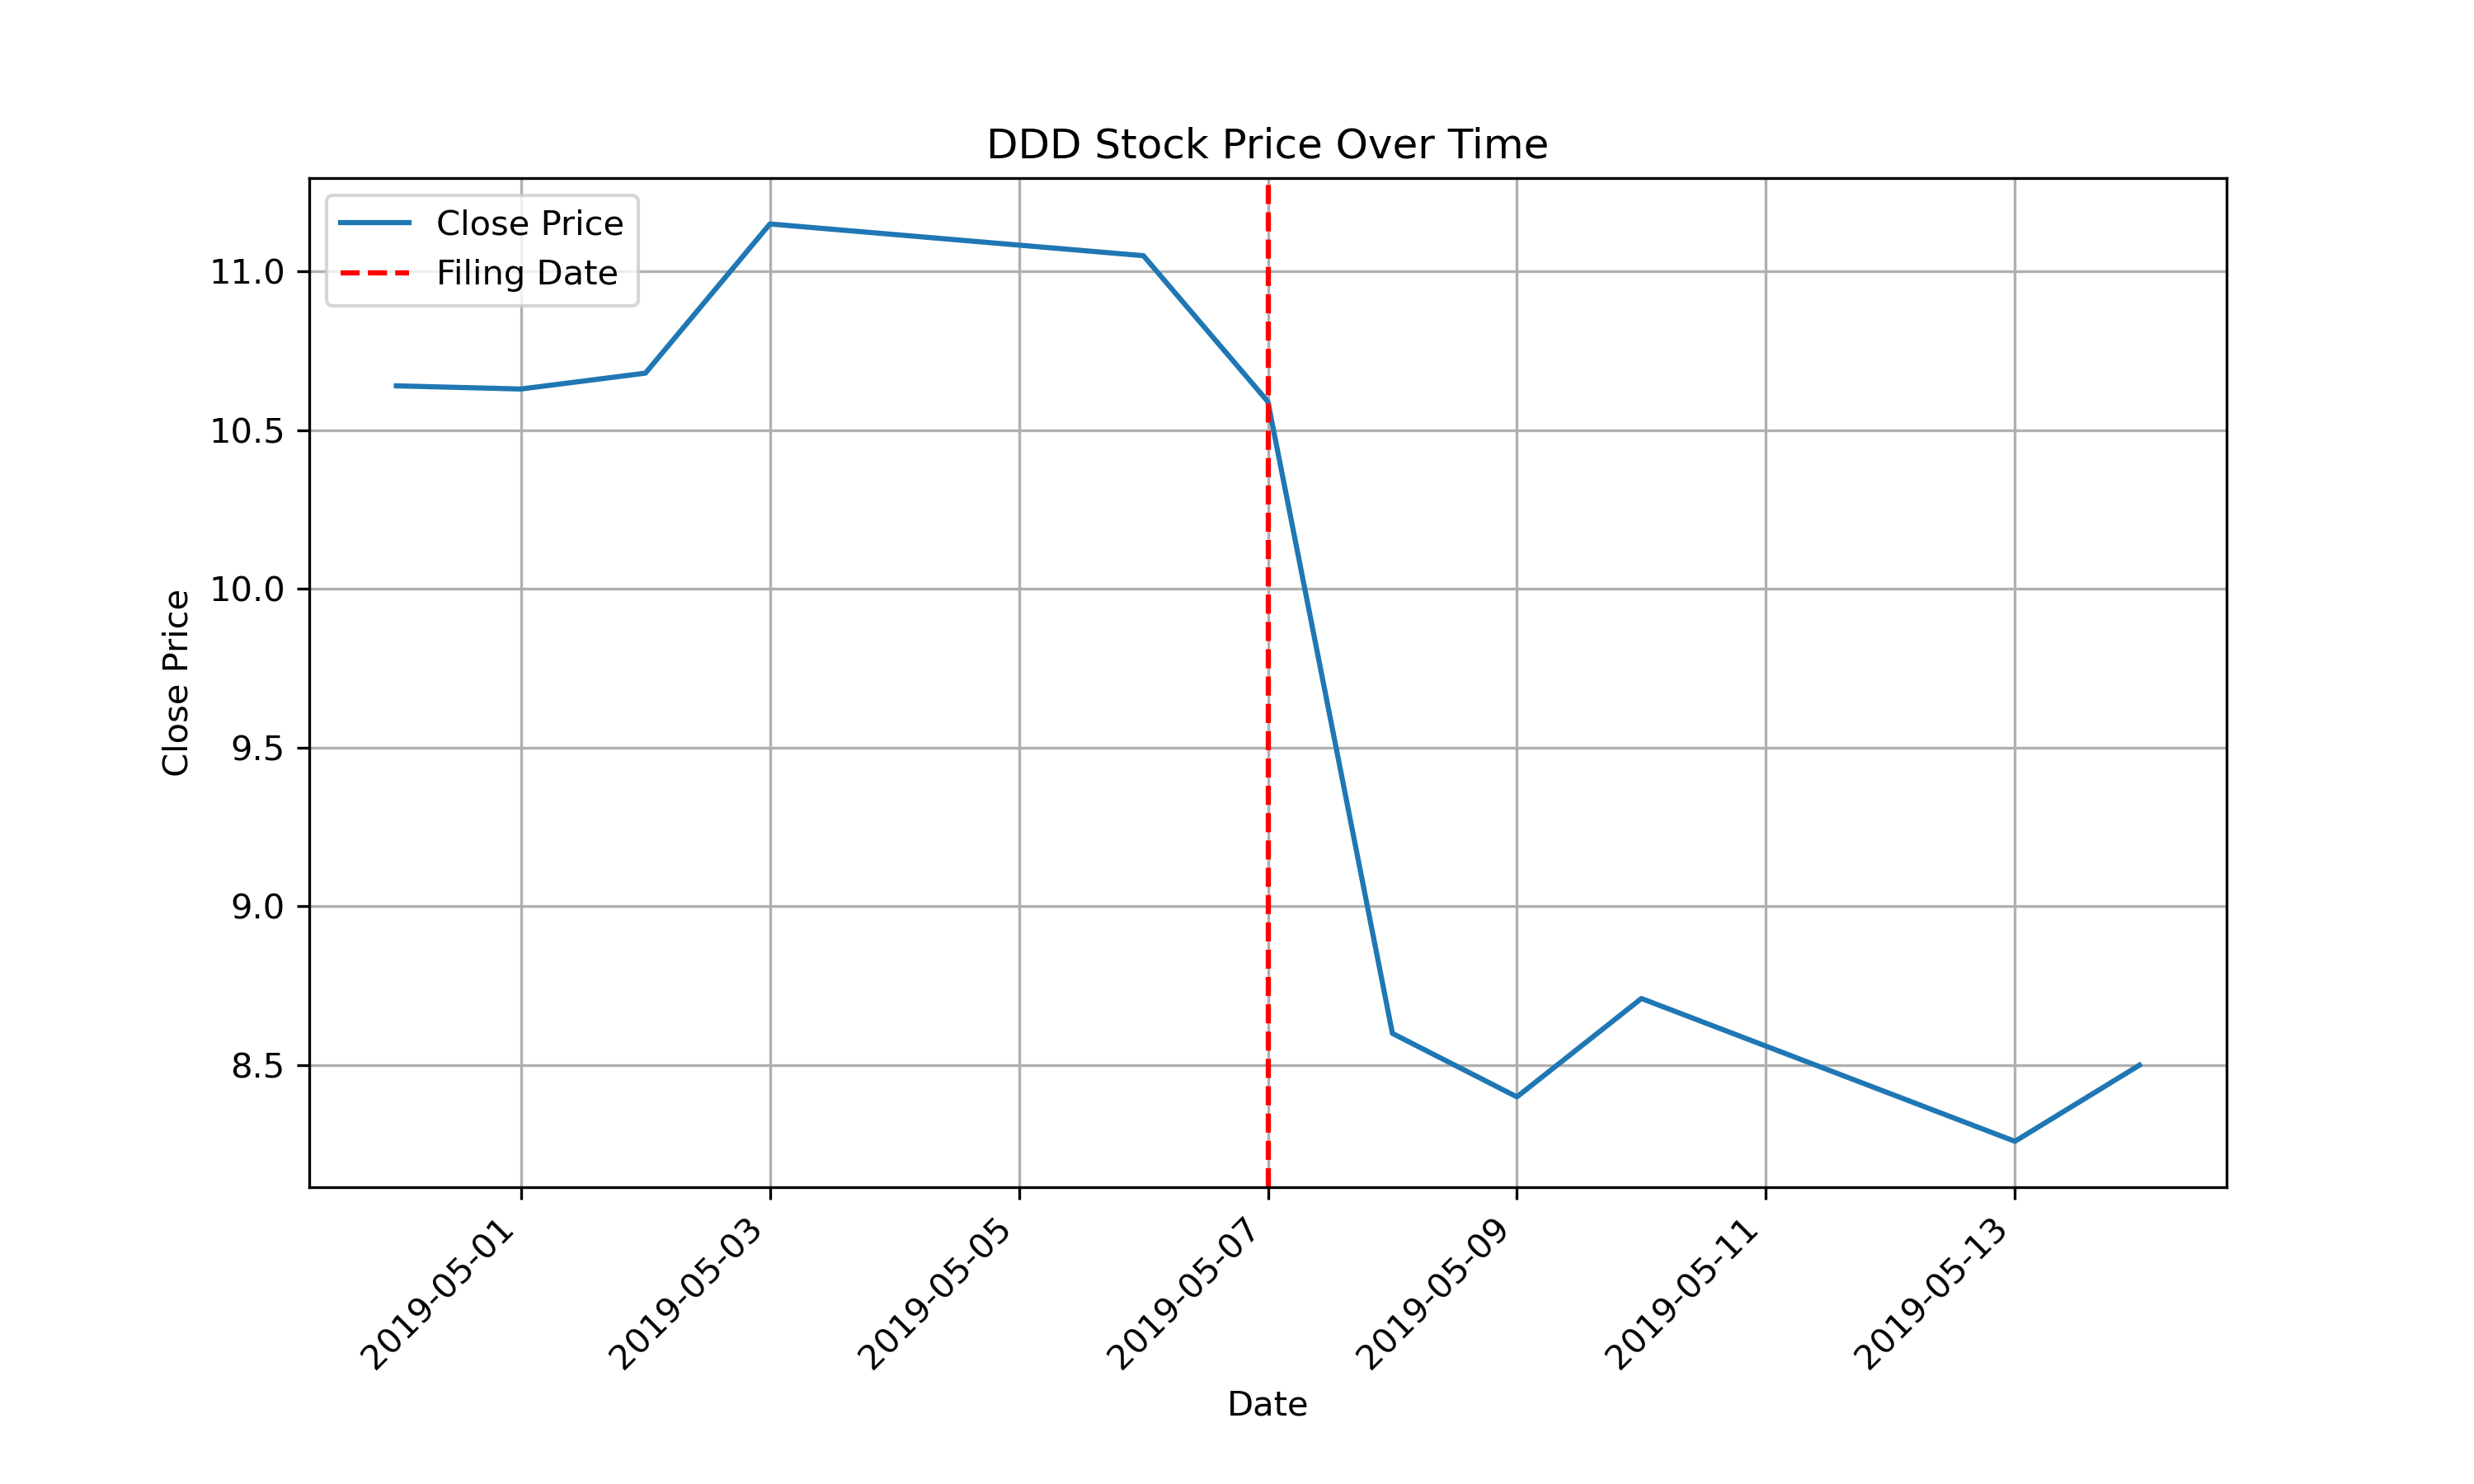 DDD Stock Price Over Time
Close Price
Filing Date
11.0
10.5
10.0
9.5
9.0
8.5
Close Price
2019-05-01
2019-05-03
2019-05-05
2019-05-07
2019-05-09
2019-05-11
2019-05-13
Date